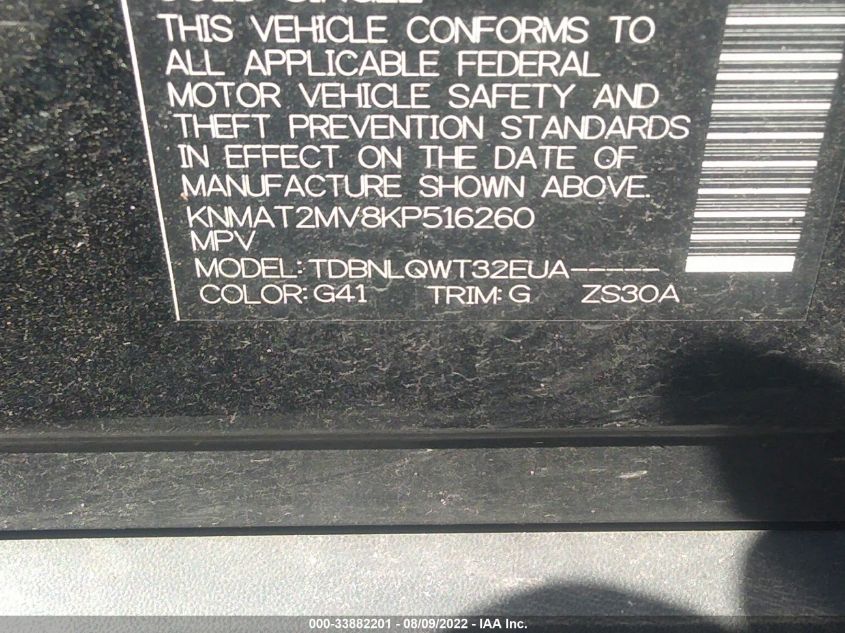 THIS VEHICLE CONFORMS TO
ALL APPLICABLE FEDERAL
MOTOR VEHICLE SAFETY AND
THEFT PREVENTION STANDARDS
IN EFFECT ON THE DATE OF
MANUFACTURE SHOWN ABOVE.
KNMAT2MV8KP516260
MPV
MODEL: TDBNLQWT32EUA-----
COLOR: G41 TRIM: G ZS30A
000-33882201 - 08/09/2022 - IAA Inc.